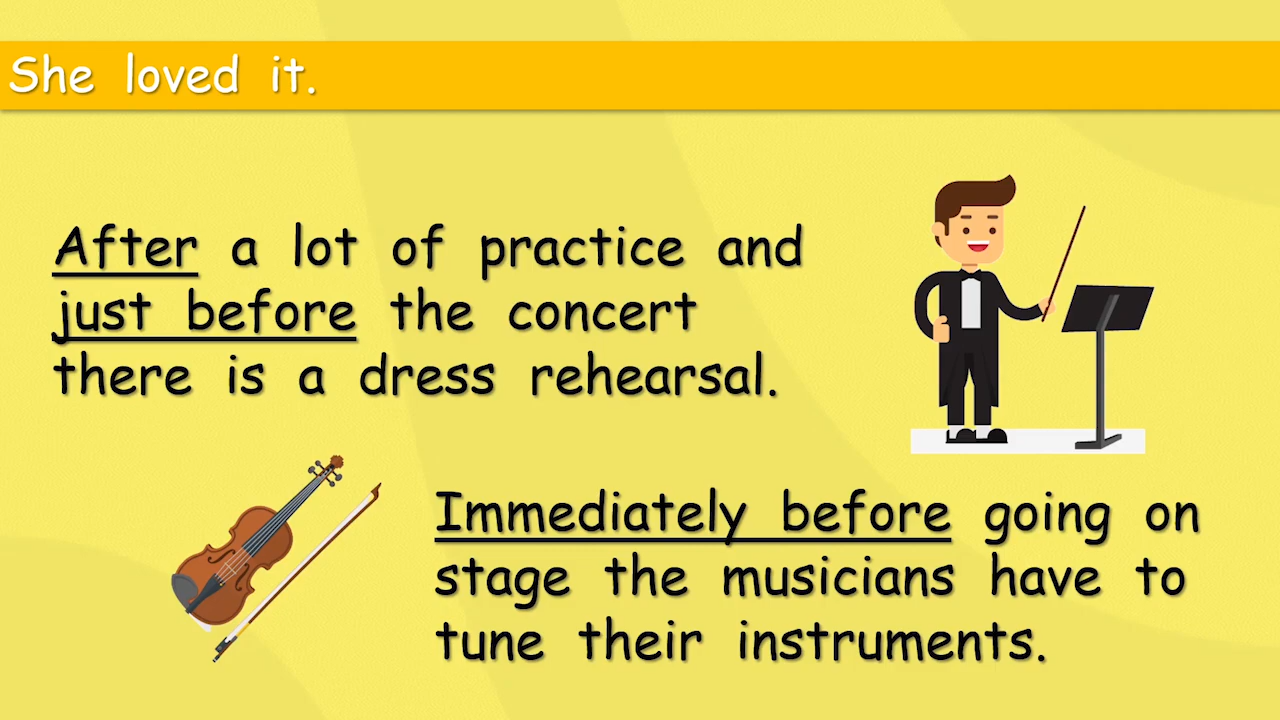 She loved it.
After a lot of practice and
just before the concert
there is a dress rehearsal.
Immediately before going on
stage the musicians have to
tune their instruments.